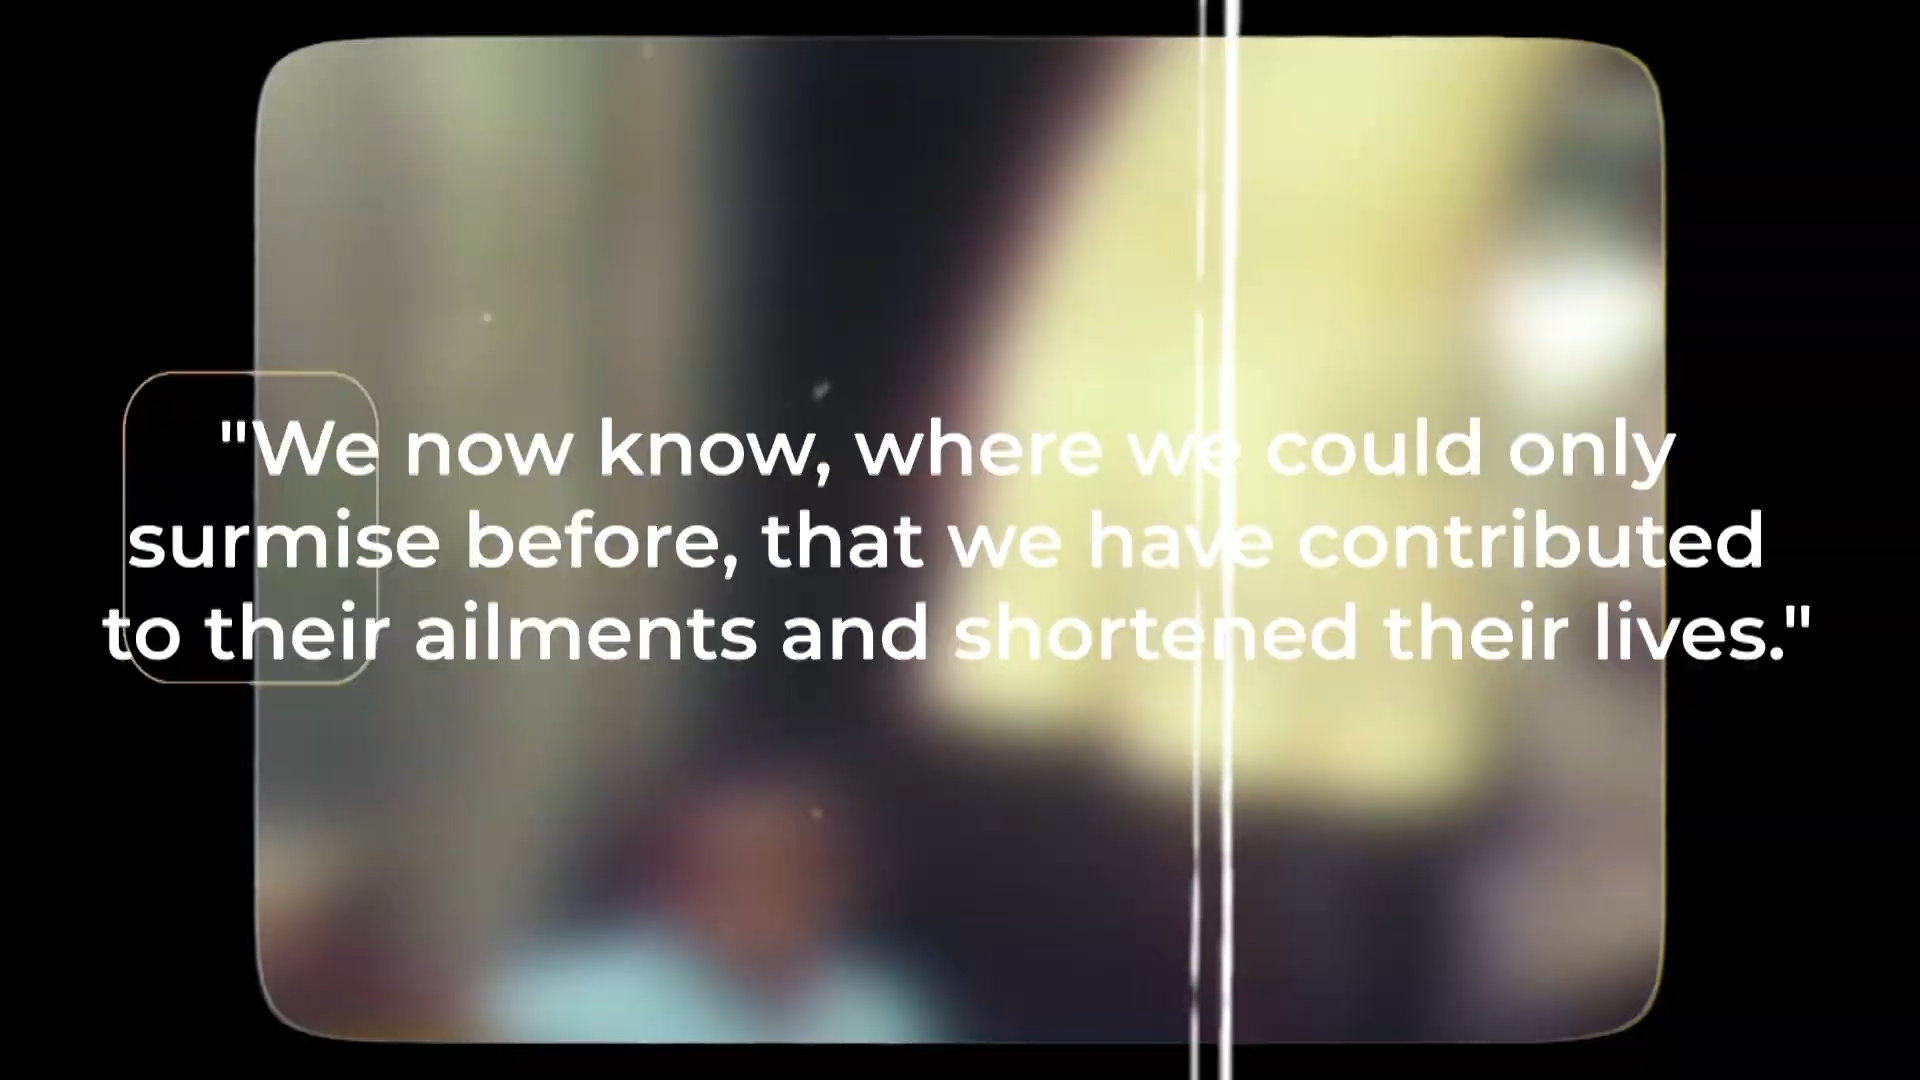 "We now know, where we could only
surmise before, that we have contributed
to their ailments and shortened their lives."